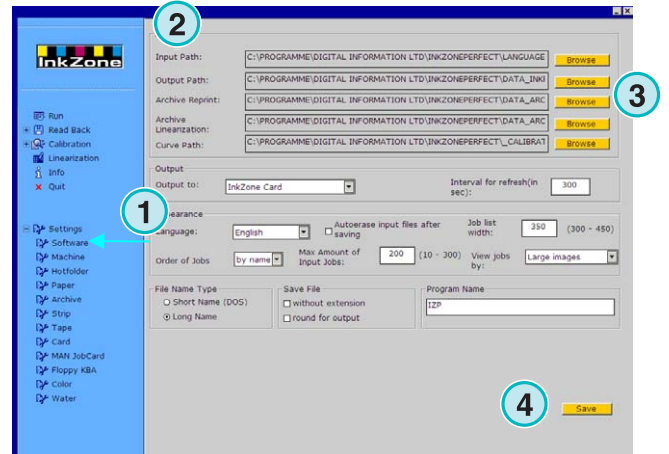 InkZone
Run
Read Back
Calibration
Linearization
Info
Quit
Settings
Software
Machine
Hotfolder
Paper
Archive
Strip
Tape
Card
MAN JobCard
Floppy KBA
Color
Water
1
2
3
4
Input Path: C:\PROGRAMME\DIGITAL INFORMATION LTD\INKZONEPERFECT\LANGUAGE Browse
Output Path: C:\PROGRAMME\DIGITAL INFORMATION LTD\INKZONEPERFECT\DATA_INKI Browse
Archive Reprint: C:\PROGRAMME\DIGITAL INFORMATION LTD\INKZONEPERFECT\DATA_ARC Browse
Archive
Linearization: C:\PROGRAMME\DIGITAL INFORMATION LTD\INKZONEPERFECT\DATA_ARC Browse
Curve Path: C:\PROGRAMME\DIGITAL INFORMATION LTD\INKZONEPERFECT\_CALIBRAT Browse
Output
Output to: InkZone Card Interval for refresh(in
sec): 300
Language: English Autoerase input files after
saving Job list
width: 350 (300 - 450)
Order of Jobs by name Max Amount of
Input Jobs: 200 (10 - 300) View jobs
by: Large images
File Name Type
Short Name (DOS)
Long Name
Save File
without extension
round for output
Program Name
IZP
Save